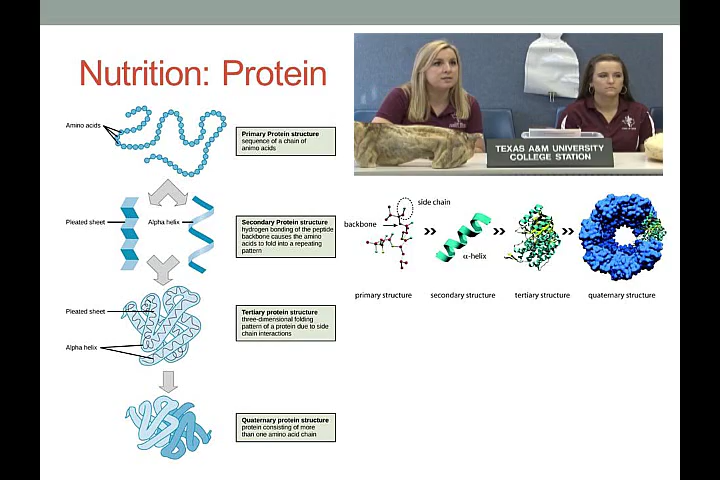 Nutrition: Protein
TEXAS A&M UNIVERSITY
COLLEGE STATION
Amino acids
Primary Protein structure
sequence of a chain of
animo acids
Pleated sheet
Alpha helix
Secondary Protein structure
hydrogen bonding of the peptide
backbone causes the amino
acids to fold into a repeating
pattern
Pleated sheet
Alpha helix
Tertiary protein structure
three-dimensional folding
pattern of a protein due to side
chain interactions
Quaternary protein structure
protein consisting of more
than one amino acid chain
side chain
backbone
α-helix
primary structure
secondary structure
tertiary structure
quaternary structure